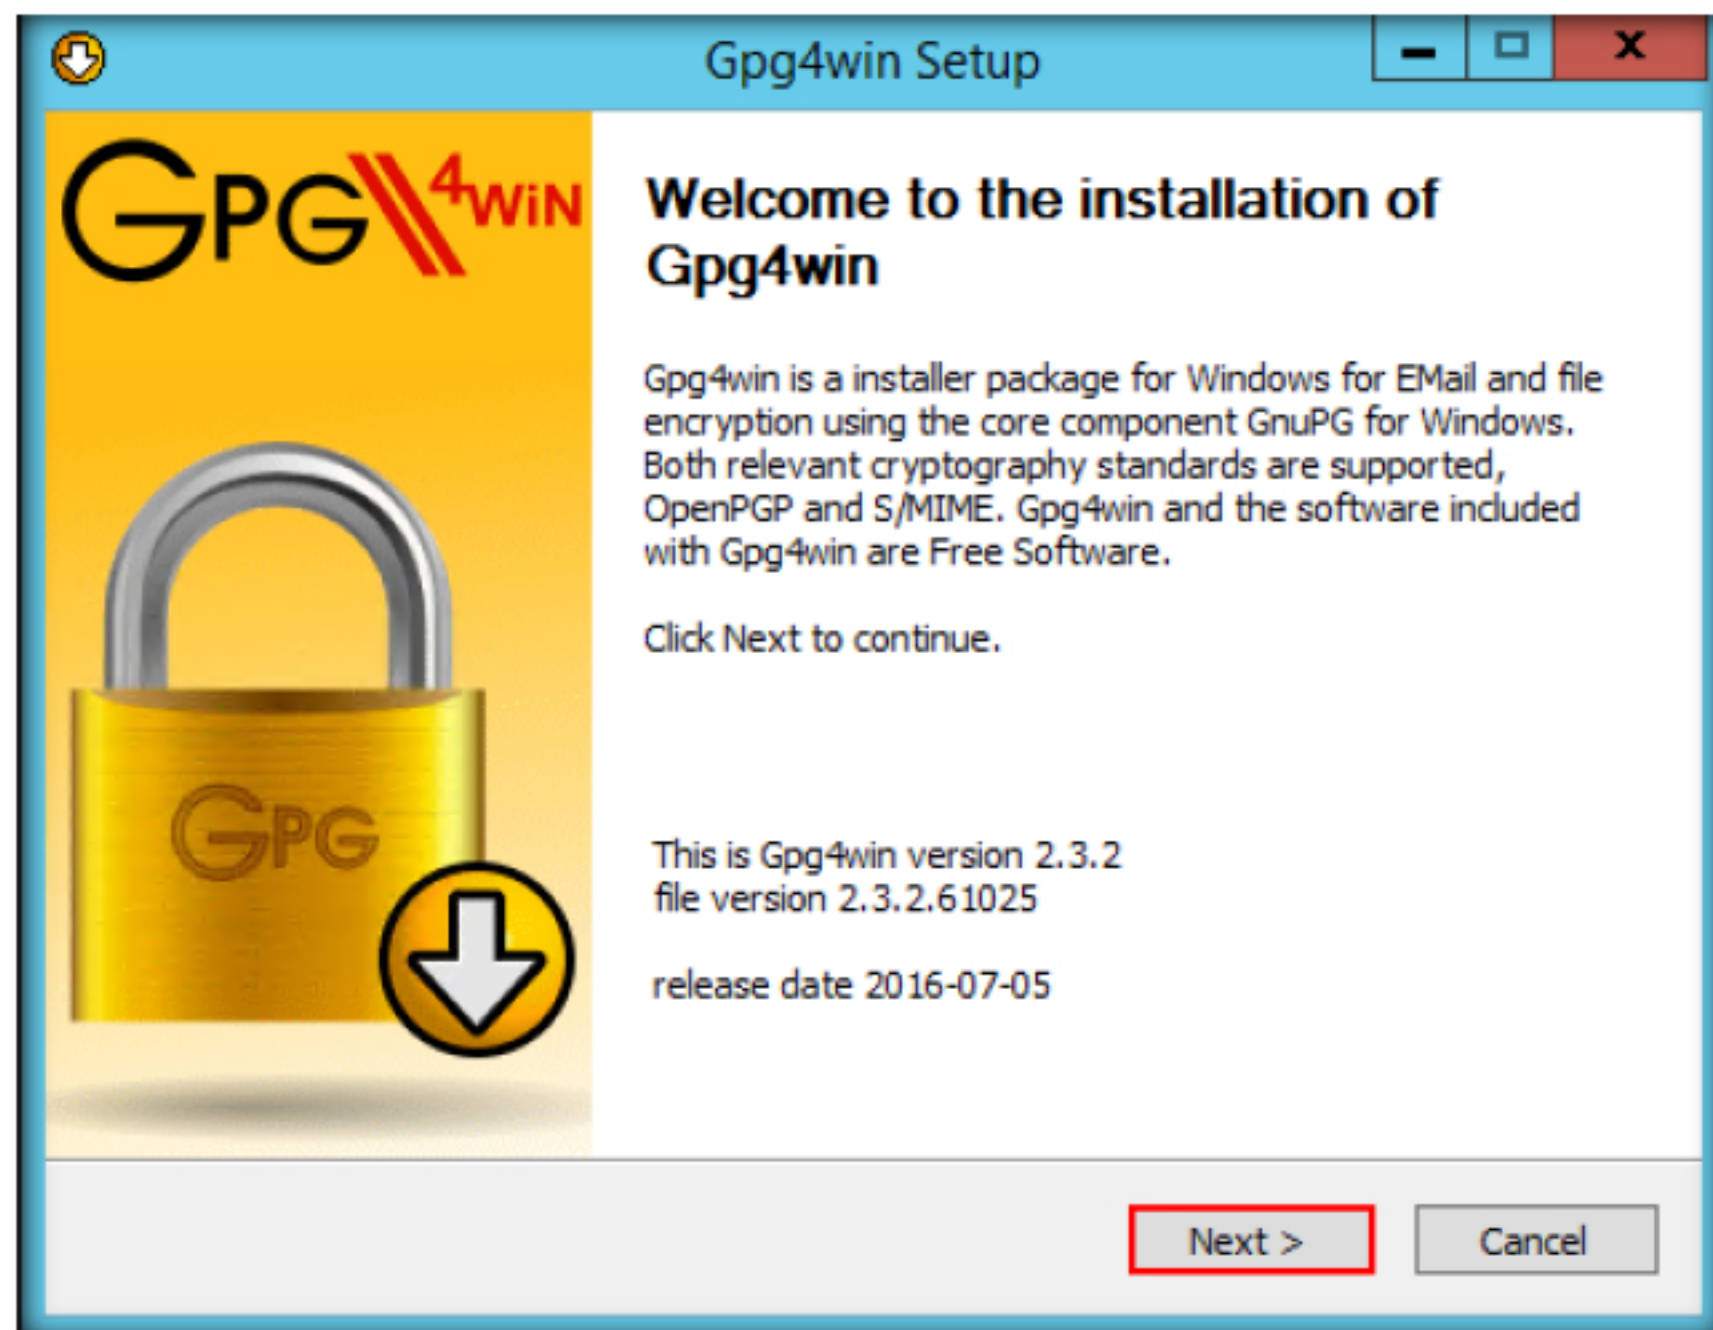 Gpg4win Setup
GPG4WiN
Welcome to the installation of
Gpg4win
Gpg4win is a installer package for Windows for EMail and file
encryption using the core component GnuPG for Windows.
Both relevant cryptography standards are supported,
OpenPGP and S/MIME. Gpg4win and the software included
with Gpg4win are Free Software.
Click Next to continue.
GPG
This is Gpg4win version 2.3.2
file version 2.3.2.61025
release date 2016-07-05
Next >
Cancel